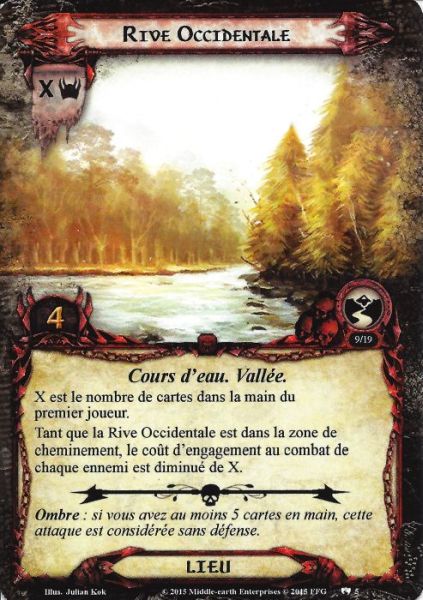 Rive Occidentale
X
4
9/19
Cours d'eau. Vallée.
X est le nombre de cartes dans la main du
premier joueur.
Tant que la Rive Occidentale est dans la zone de
cheminement, le coût d'engagement au combat de
chaque ennemi est diminué de X.
Ombre : si vous avez au moins 5 cartes en main, cette
attaque est considérée sans défense.
LIEU
Illus. Julian Kok © 2015 Middle-earth Enterprises © 2015 FFG 5